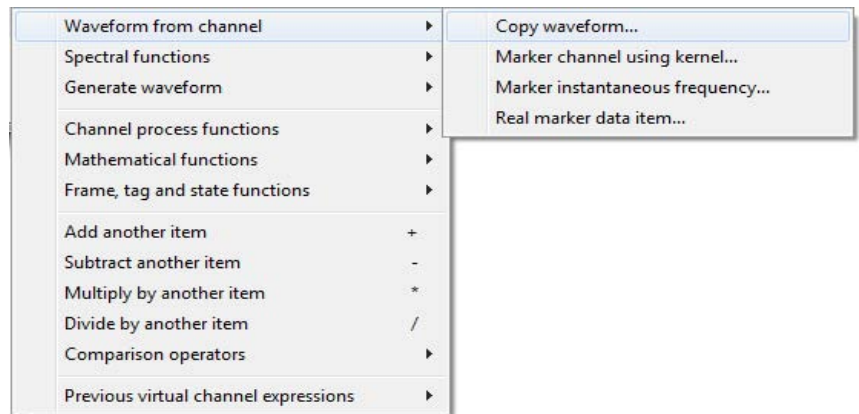 Waveform from channel
Spectral functions
Generate waveform
Channel process functions
Mathematical functions
Frame, tag and state functions
Add another item +
Subtract another item -
Multiply by another item *
Divide by another item /
Comparison operators
Previous virtual channel expressions
Copy waveform...
Marker channel using kernel...
Marker instantaneous frequency...
Real marker data item...